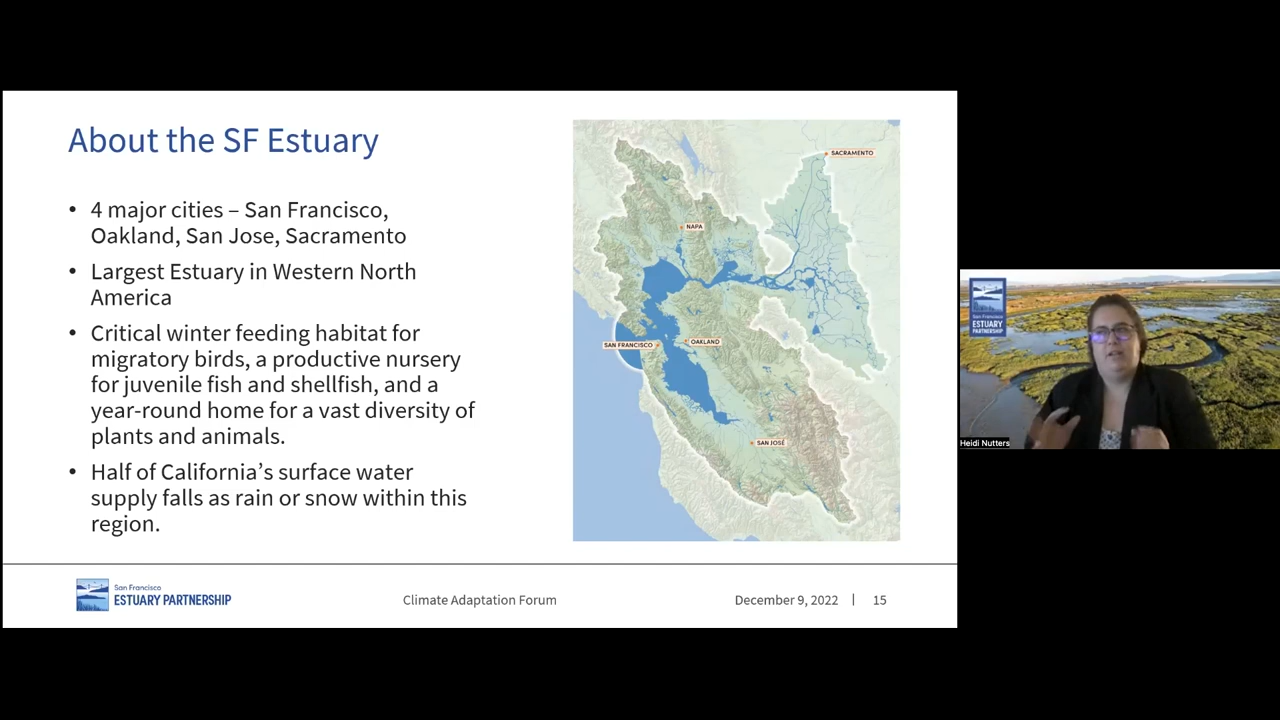 About the SF Estuary
• 4 major cities – San Francisco,
Oakland, San Jose, Sacramento
• Largest Estuary in Western North
America
• Critical winter feeding habitat for
migratory birds, a productive nursery
for juvenile fish and shellfish, and a
year-round home for a vast diversity of
plants and animals.
• Half of California’s surface water
supply falls as rain or snow within this
region.
SACRAMENTO
NAPA
SAN FRANCISCO
OAKLAND
SAN JOSÉ
San Francisco
ESTUARY PARTNERSHIP
Climate Adaptation Forum
December 9, 2022 | 15
San Francisco
ESTUARY
PARTNERSHIP
Heidi Nutters